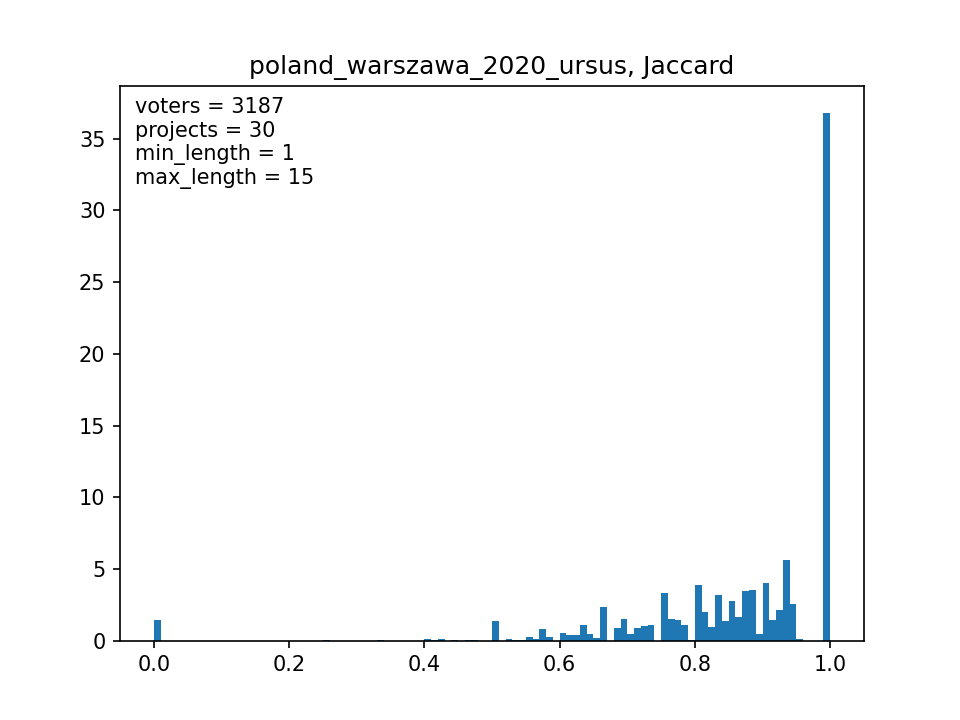 poland_warszawa_2020_ursus, Jaccard
voters = 3187
projects = 30
min_length = 1
max_length = 15
35
30
25
20
15
10
5
0
0.0 0.2 0.4 0.6 0.8 1.0